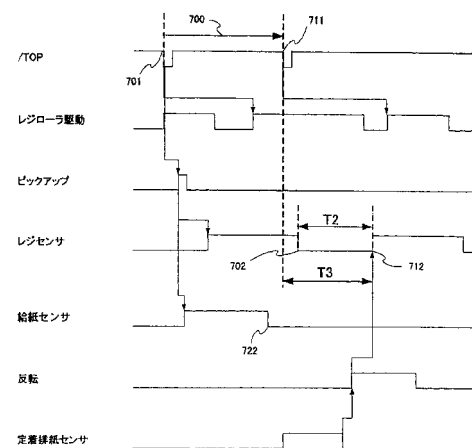 700
711
/TOP
701
レジローラ駆動
ピックアップ
T2
レジセンサ
702
712
T3
給紙センサ
722
反転
定着排紙センサ